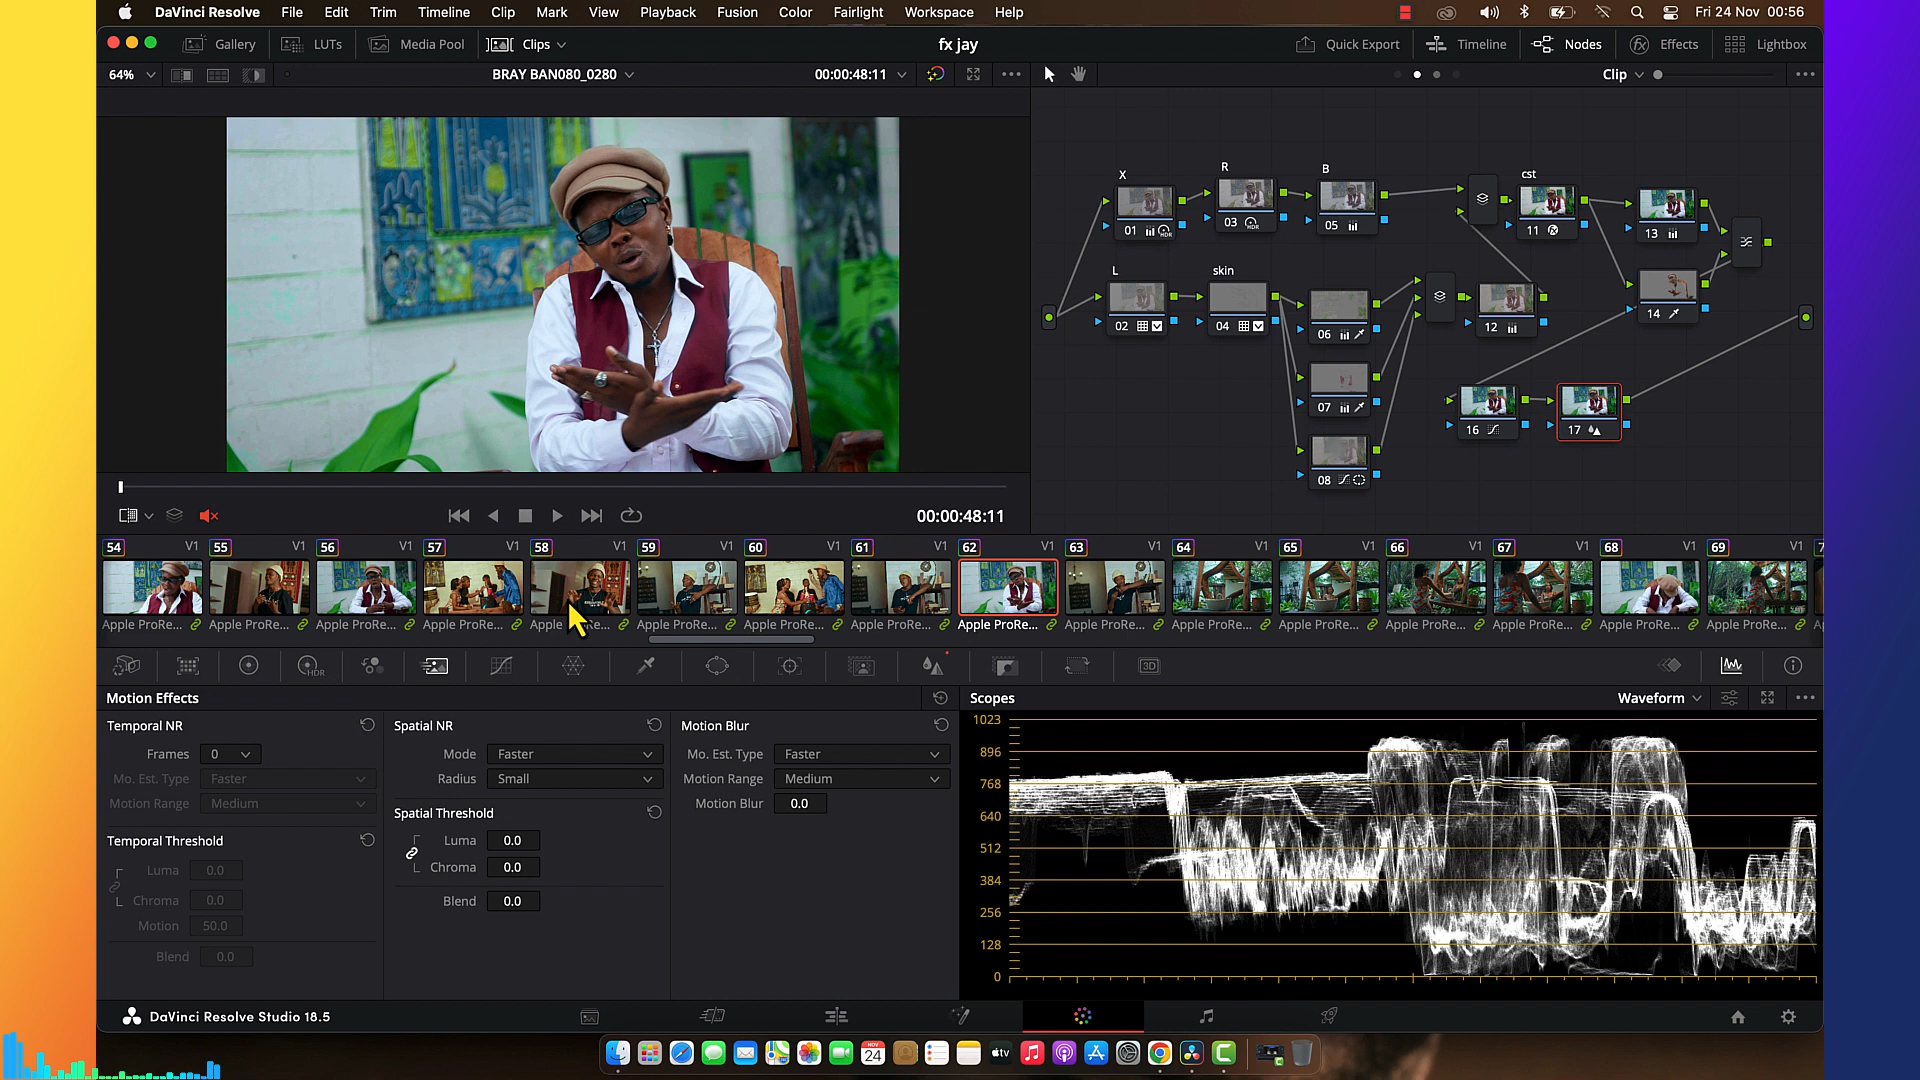 DaVinci Resolve File Edit Trim Timeline Clip Mark View Playback Fusion Color Fairlight Workspace Help Fri 24 Nov 00:56
Gallery LUTs Media Pool Clips fx jay Quick Export Timeline Nodes Effects Lightbox
64% BRAY BAN080_0280 00:00:48:11 Clip
X R B cst
01 HDR 03 HDR 05 11 13
L skin
02 04 06 12 14
07
16 17
08
00:00:48:11
54 V1 55 V1 56 V1 57 V1 58 V1 59 V1 60 V1 61 V1 62 V1 63 V1 64 V1 65 V1 66 V1 67 V1 68 V1 69 V1
Apple ProRe... Apple ProRe... Apple ProRe... Apple ProRe... Apple ProRe... Apple ProRe... Apple ProRe... Apple ProRe... Apple ProRe... Apple ProRe... Apple ProRe... Apple ProRe... Apple ProRe... Apple ProRe... Apple ProRe... Apple ProRe...
HDR 3D
Motion Effects Scopes Waveform
Temporal NR Spatial NR Motion Blur
Frames 0 Mode Faster Mo. Est. Type Faster
Mo. Est. Type Faster Radius Small Motion Range Medium
Motion Range Medium Motion Blur 0.0
Spatial Threshold
Temporal Threshold Luma 0.0
Luma 0.0 Chroma 0.0
Chroma 0.0 Blend 0.0
Motion 50.0
Blend 0.0
1023
896
768
640
512
384
256
128
0
DaVinci Resolve Studio 18.5
NOV
24
tv